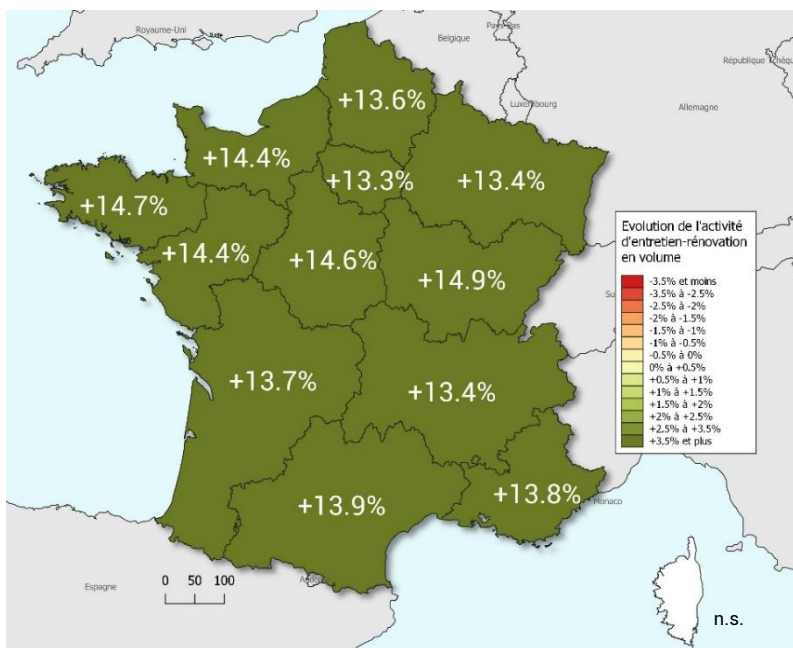 Royaume-Uni
Belgique
Pays-Bas
République Tchèque
Luxembourg
Allemagne
+13.6%
+14.4%
+13.3%
+13.4%
+14.7%
+14.4%
+14.6%
+14.9%
+13.7%
+13.4%
+13.9%
+13.8%
Monaco
Espagne
0 50 100
n.s.
Evolution de l'activité
d'entretien-rénovation
en volume
-3.5% et moins
-3.5% à -2.5%
-2.5% à -2%
-2% à -1.5%
-1.5% à -1%
-1% à -0.5%
-0.5% à 0%
0% à +0.5%
+0.5% à +1%
+1% à +1.5%
+1.5% à +2%
+2% à +2.5%
+2.5% à +3.5%
+3.5% et plus